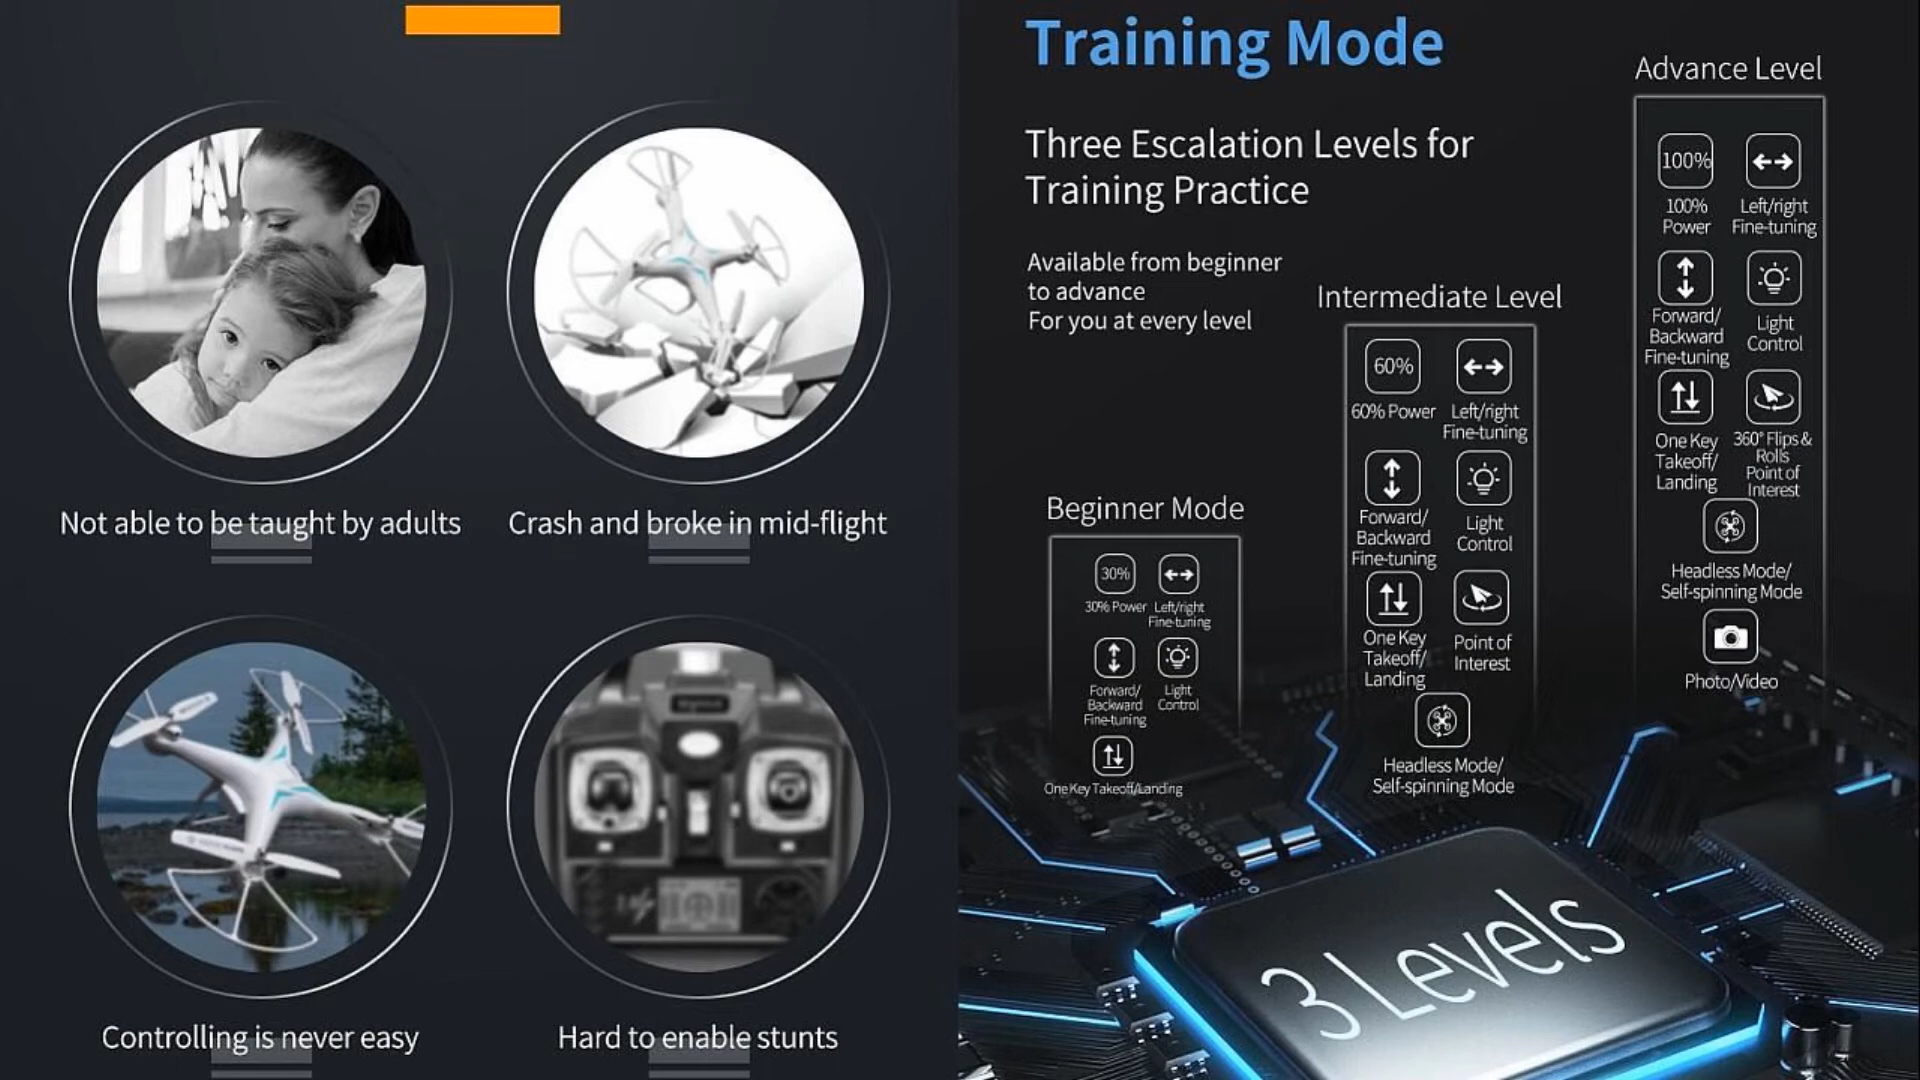 Not able to be taught by adults
Crash and broke in mid-flight
Controlling is never easy
Hard to enable stunts
Training Mode
Three Escalation Levels for
Training Practice
Available from beginner
to advance
For you at every level
Beginner Mode
30%
30% Power
Left/right
Fine-tuning
Forward/
Backward
Fine-tuning
Light
Control
One Key Takeoff/Landing
Intermediate Level
60%
60% Power
Left/right
Fine-tuning
Forward/
Backward
Fine-tuning
Light
Control
One Key
Takeoff/
Landing
Point of
Interest
Headless Mode/
Self-spinning Mode
Advance Level
100%
100%
Power
Left/right
Fine-tuning
Forward/
Backward
Fine-tuning
Light
Control
One Key
Takeoff/
Landing
360° Flips &
Rolls
Point of
Interest
Headless Mode/
Self-spinning Mode
Photo/Video
3 Levels